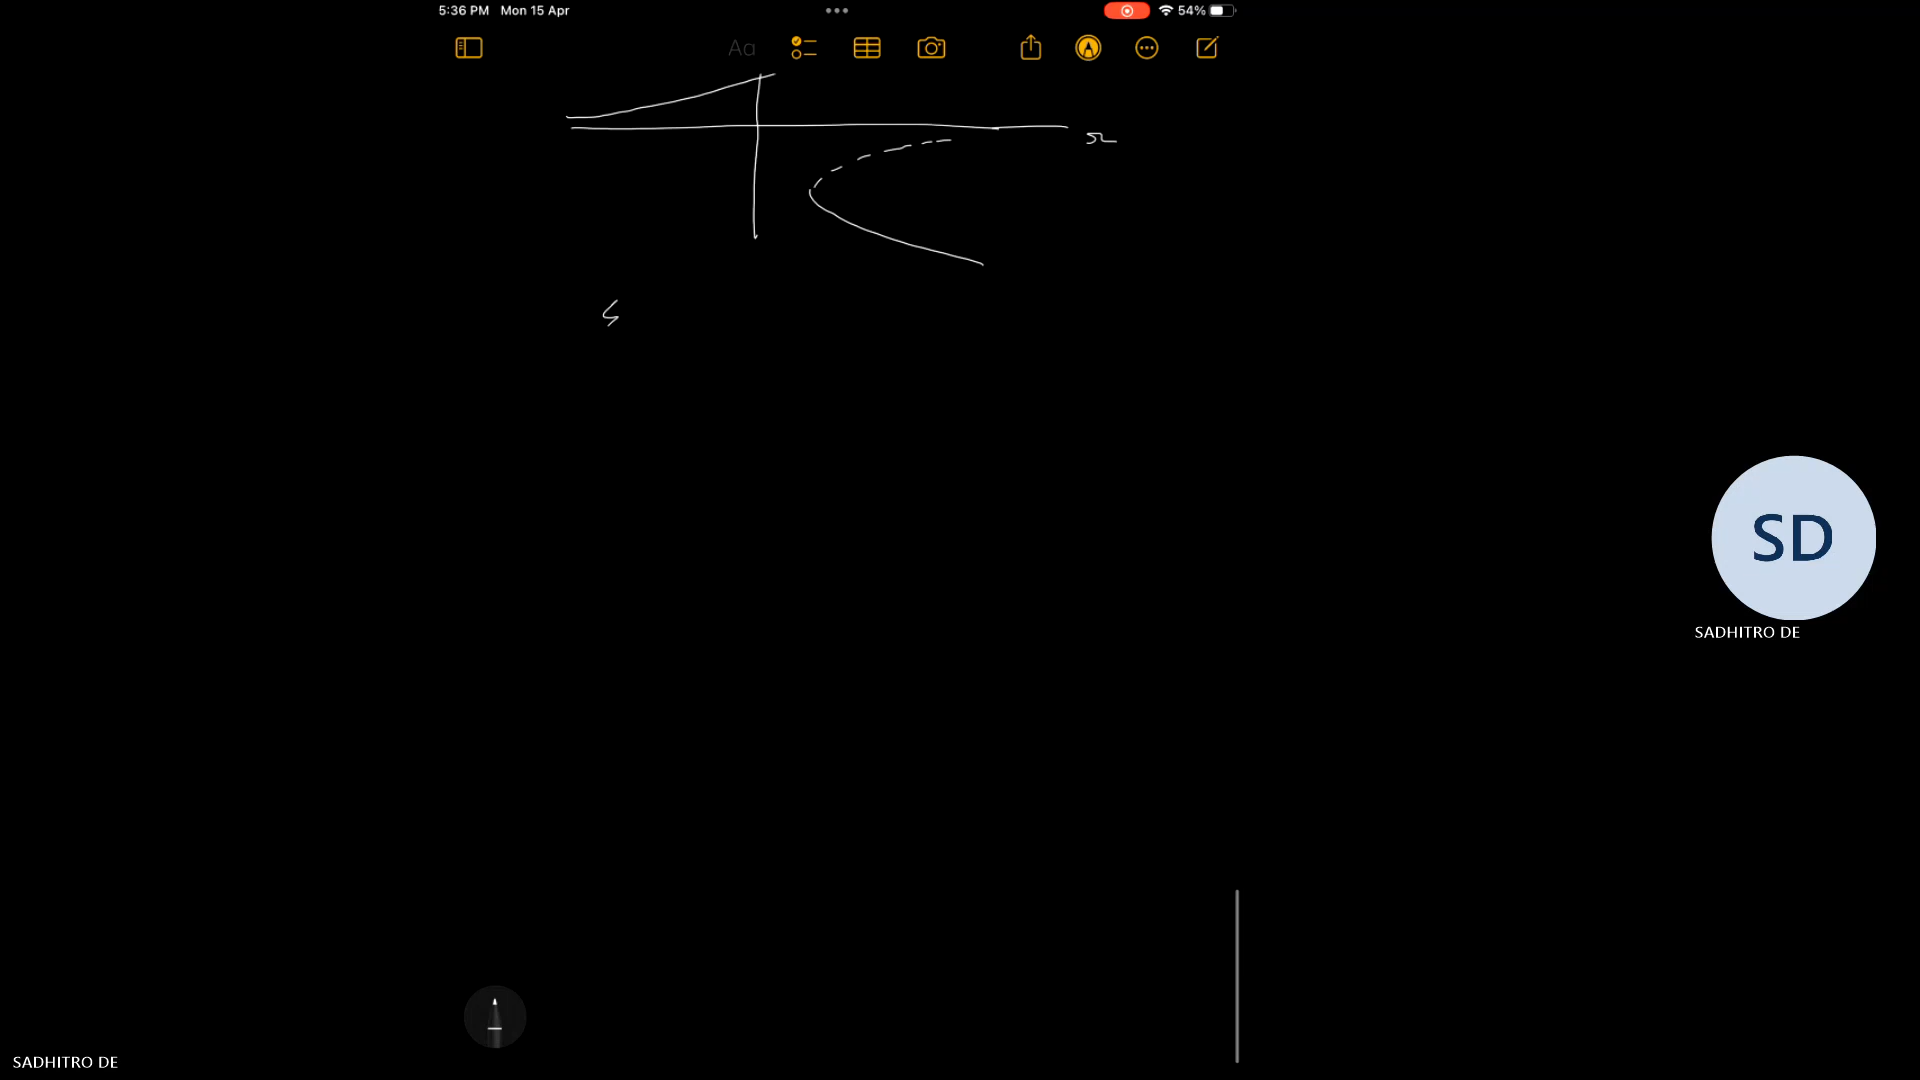 5:36 PM Mon 15 Apr
54%
Aa
SD
SADHITRO DE
SADHITRO DE